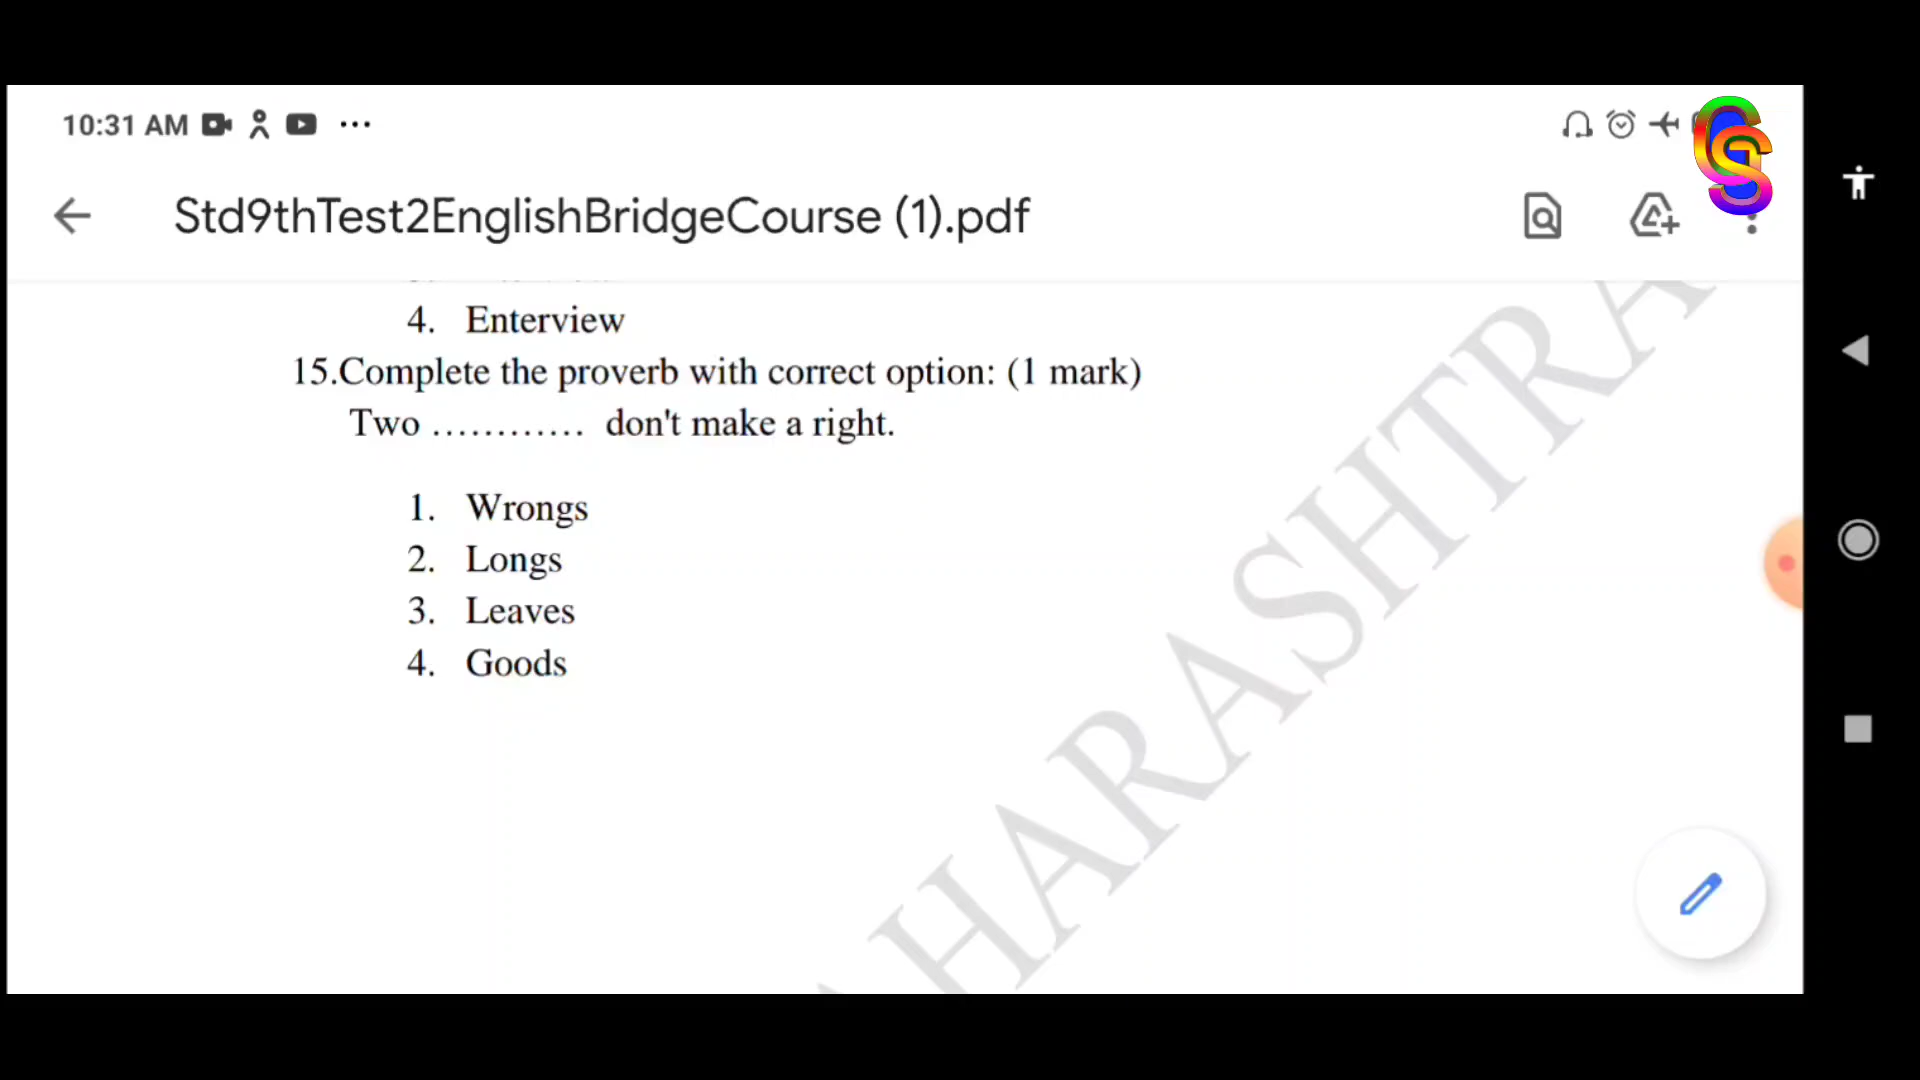 10:31 AM
Std9thTest2EnglishBridgeCourse (1).pdf
4. Enterview
15.Complete the proverb with correct option: (1 mark)
Two ............ don't make a right.
1. Wrongs
2. Longs
3. Leaves
4. Goods
HARASHTRA